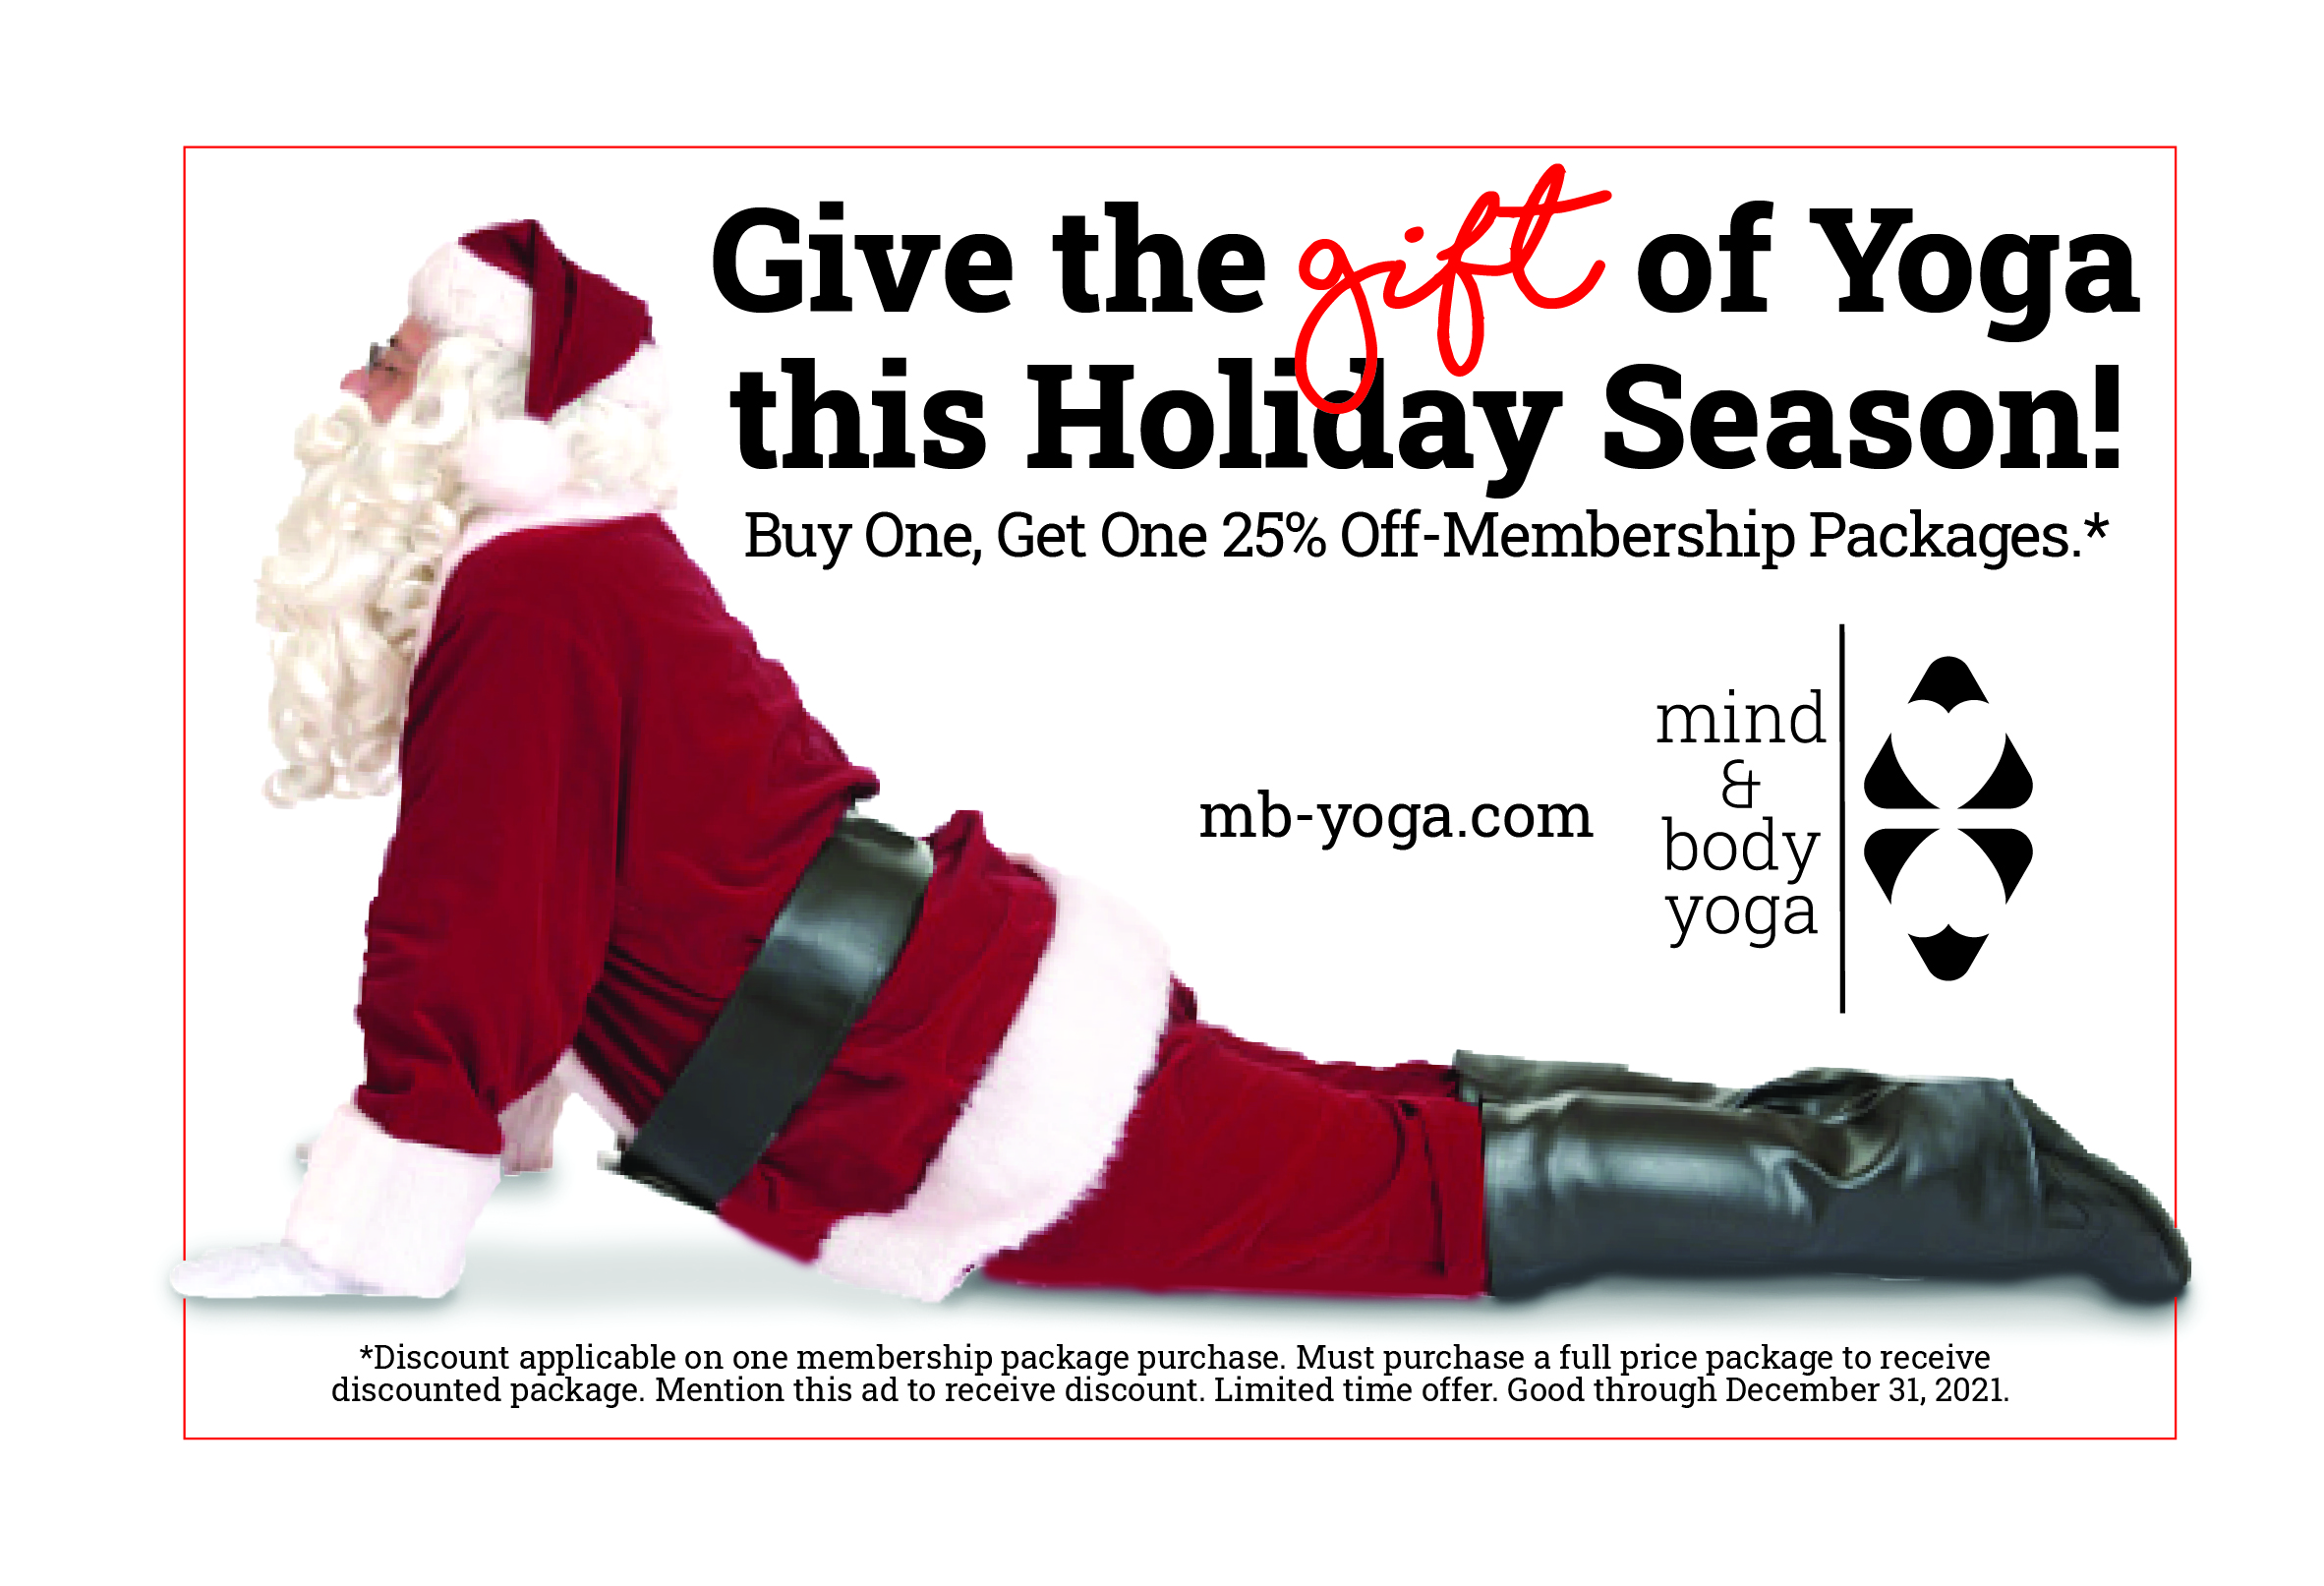 Give the gift of Yoga
this Holiday Season!
Buy One, Get One 25% Off-Membership Packages.*
mb-yoga.com
mind
&
body
yoga
*Discount applicable on one membership package purchase. Must purchase a full price package to receive
discounted package. Mention this ad to receive discount. Limited time offer. Good through December 31, 2021.